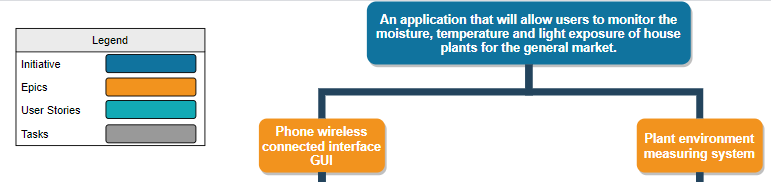 Legend
Initiative
Epics
User Stories
Tasks
An application that will allow users to monitor the
moisture, temperature and light exposure of house
plants for the general market.
Phone wireless
connected interface
GUI
Plant environment
measuring system